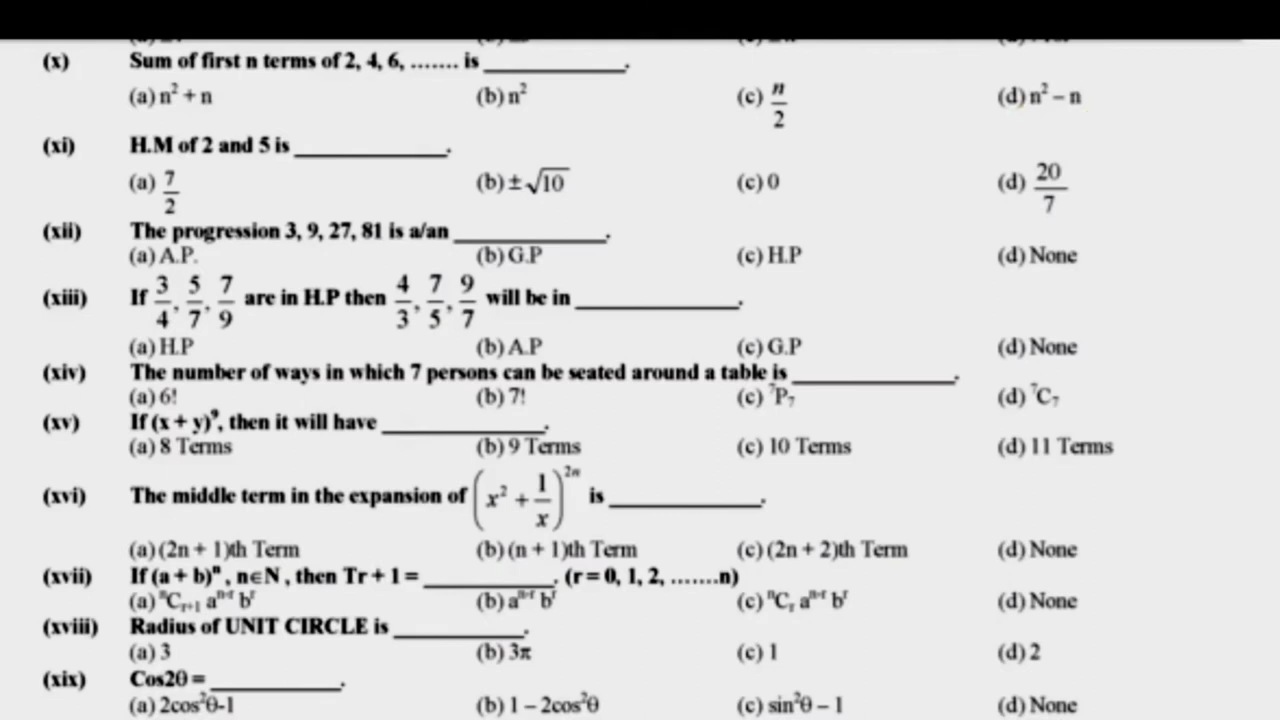 (x) Sum of first n terms of 2, 4, 6, ....... is ____________.
(a) n² + n (b) n² (c) n/2 (d) n² – n
(xi) H.M of 2 and 5 is ____________.
(a) 7/2 (b) ±√10 (c) 0 (d) 20/7
(xii) The progression 3, 9, 27, 81 is a/an ____________.
(a) A.P. (b) G.P (c) H.P (d) None
(xiii) If 3/4, 5/7, 7/9 are in H.P then 4/3, 7/5, 9/7 will be in ____________.
(a) H.P (b) A.P (c) G.P (d) None
(xiv) The number of ways in which 7 persons can be seated around a table is ____________.
(a) 6! (b) 7! (c) ⁷P₇ (d) ⁷C₇
(xv) If (x + y)⁹, then it will have ____________.
(a) 8 Terms (b) 9 Terms (c) 10 Terms (d) 11 Terms
(xvi) The middle term in the expansion of (x² + 1/x)²ⁿ is ____________.
(a) (2n + 1)th Term (b) (n + 1)th Term (c) (2n + 2)th Term (d) None
(xvii) If (a + b)ⁿ, n∈N, then Tr + 1 = ____________. (r = 0, 1, 2, .......n)
(a) ⁿCᵣ₊₁ aⁿ⁻ʳ bʳ (b) aⁿ⁻ʳ bʳ (c) ⁿCᵣ aⁿ⁻ʳ bʳ (d) None
(xviii) Radius of UNIT CIRCLE is ____________.
(a) 3 (b) 3π (c) 1 (d) 2
(xix) Cos2θ = ____________.
(a) 2cos²θ-1 (b) 1 – 2cos²θ (c) sin²θ – 1 (d) None